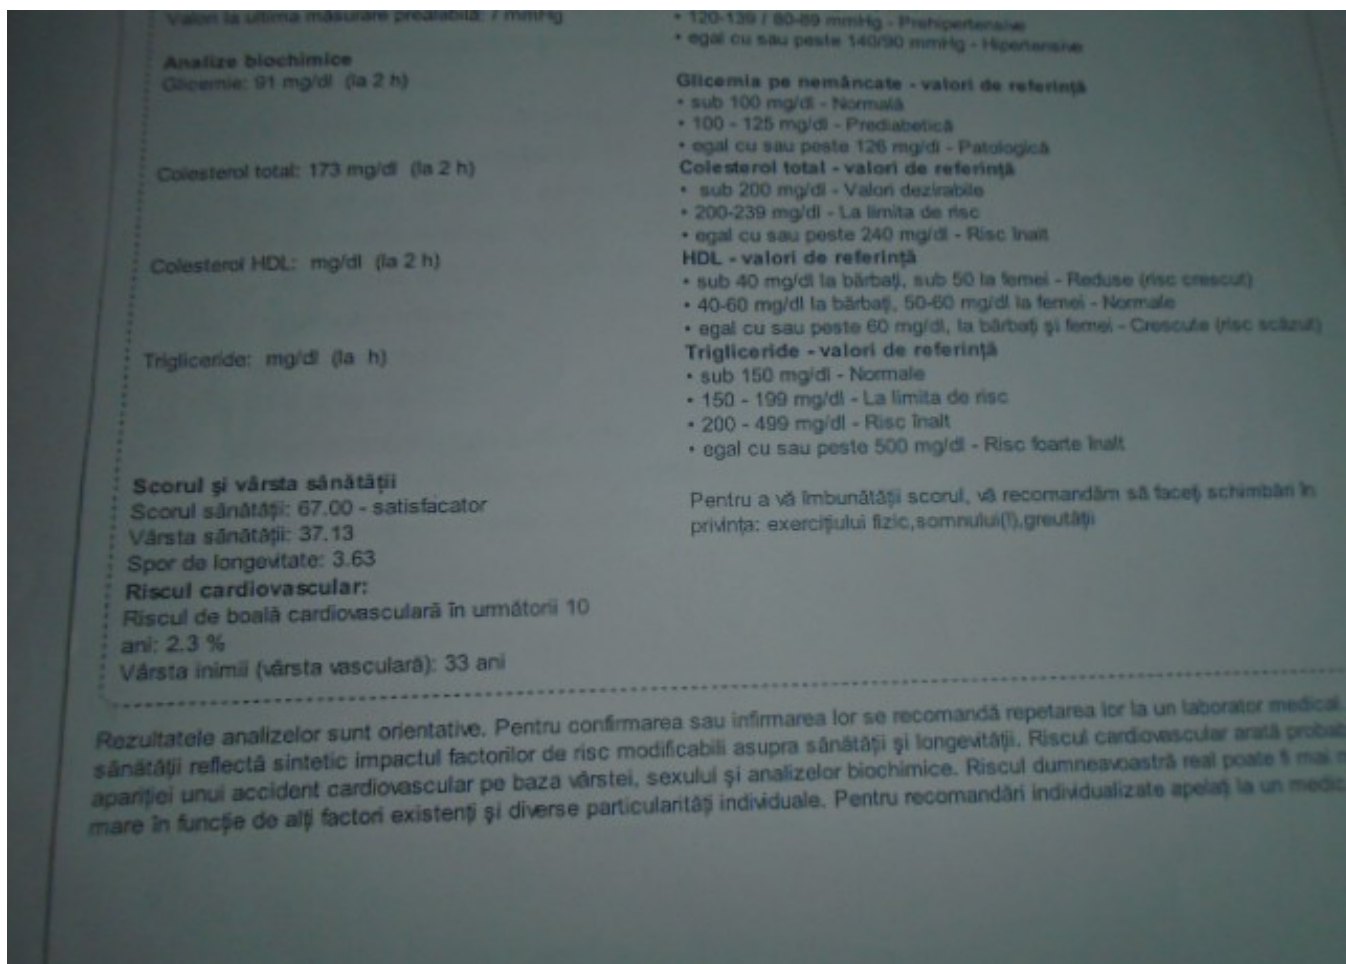 Valori la ultima măsurare prealabilă: / mmHg
• 120-139 / 80-89 mmHg - Prehipertensive
• egal cu sau peste 140/90 mmHg - Hipertensive
Analize biochimice
Glicemie: 91 mg/dl (la 2 h)
Glicemia pe nemâncate - valori de referință
• sub 100 mg/dl - Normală
• 100 - 125 mg/dl - Prediabetică
• egal cu sau peste 126 mg/dl - Patologică
Colesterol total: 173 mg/dl (la 2 h)
Colesterol total - valori de referință
• sub 200 mg/dl - Valori dezirabile
• 200-239 mg/dl - La limita de risc
• egal cu sau peste 240 mg/dl - Risc înalt
Colesterol HDL: mg/dl (la 2 h)
HDL - valori de referință
• sub 40 mg/dl la bărbați, sub 50 la femei - Reduse (risc crescut)
• 40-60 mg/dl la bărbați, 50-60 mg/dl la femei - Normale
• egal cu sau peste 60 mg/dl, la bărbați și femei - Crescute (risc scăzut)
Trigliceride: mg/dl (la h)
Trigliceride - valori de referință
• sub 150 mg/dl - Normale
• 150 - 199 mg/dl - La limita de risc
• 200 - 499 mg/dl - Risc înalt
• egal cu sau peste 500 mg/dl - Risc foarte înalt
Scorul și vârsta sănătății
Scorul sănătății: 67.00 - satisfacator
Vârsta sănătății: 37.13
Spor de longevitate: 3.63
Pentru a vă îmbunătății scorul, vă recomandăm să faceți schimbări în
privința: exercițiului fizic,somnului(!),greutății
Riscul cardiovascular:
Riscul de boală cardiovasculară în următorii 10
ani: 2.3 %
Vârsta inimii (vârsta vasculară): 33 ani
Rezultatele analizelor sunt orientative. Pentru confirmarea sau infirmarea lor se recomandă repetarea lor la un laborator medical.
sănătății reflectă sintetic impactul factorilor de risc modificabili asupra sănătății și longevității. Riscul cardiovascular arată
apariției unui accident cardiovascular pe baza vârstei, sexului și analizelor biochimice. Riscul dumneavoastră real poate fi mai
mare în funcție de alți factori existenți și diverse particularități individuale. Pentru recomandări individualizate apelați la un